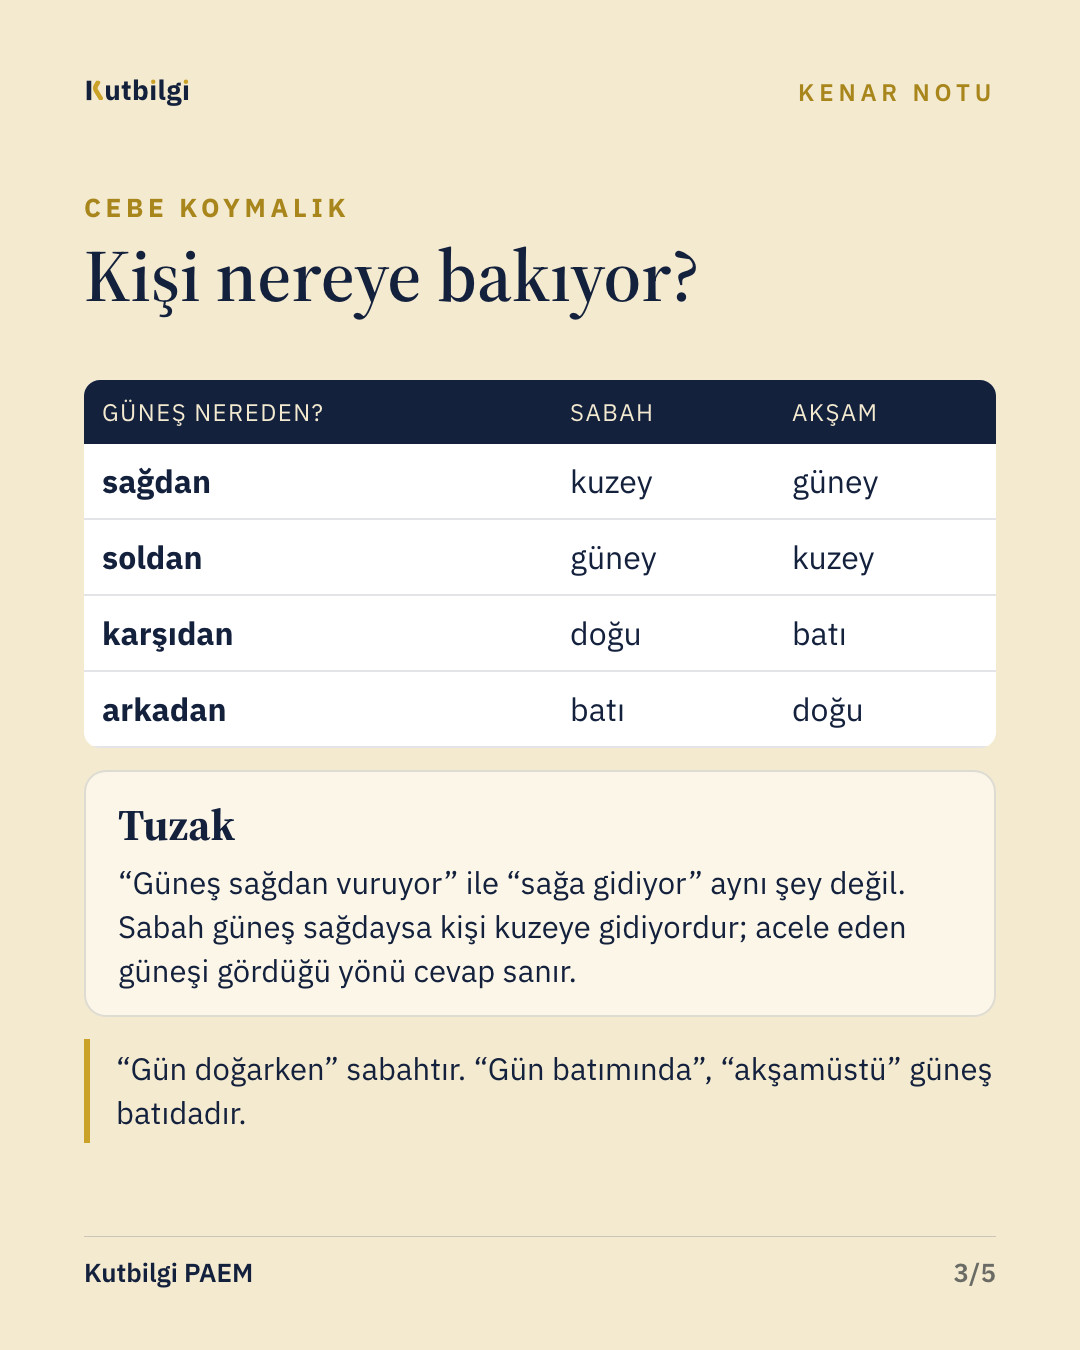 Kutbilgi
KENAR NOTU
CEBE KOYMALIK
Kişi nereye bakıyor?
GÜNEŞ NEREDEN? SABAH AKŞAM
sağdan kuzey güney
soldan güney kuzey
karşıdan doğu batı
arkadan batı doğu
Tuzak
“Güneş sağdan vuruyor” ile “sağa gidiyor” aynı şey değil.
Sabah güneş sağdaysa kişi kuzeye gidiyordur; acele eden
güneşi gördüğü yönü cevap sanır.
“Gün doğarken” sabahtır. “Gün batımında”, “akşamüstü” güneş
batıdadır.
Kutbilgi PAEM
3/5